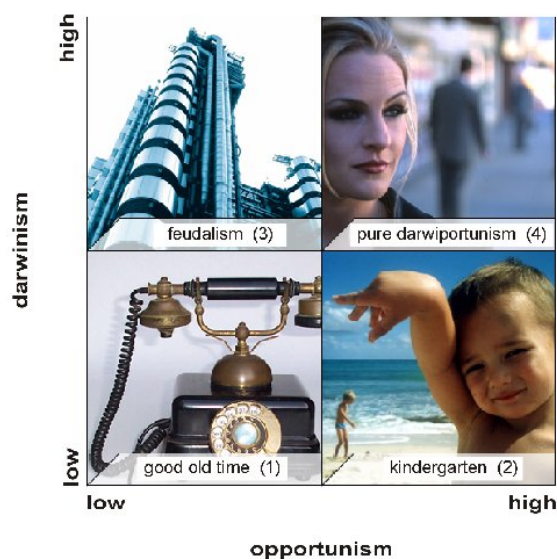 high
feudalism (3)
pure darwiportunism (4)
darwinism
good old time (1)
kindergarten (2)
low
low
high
opportunism